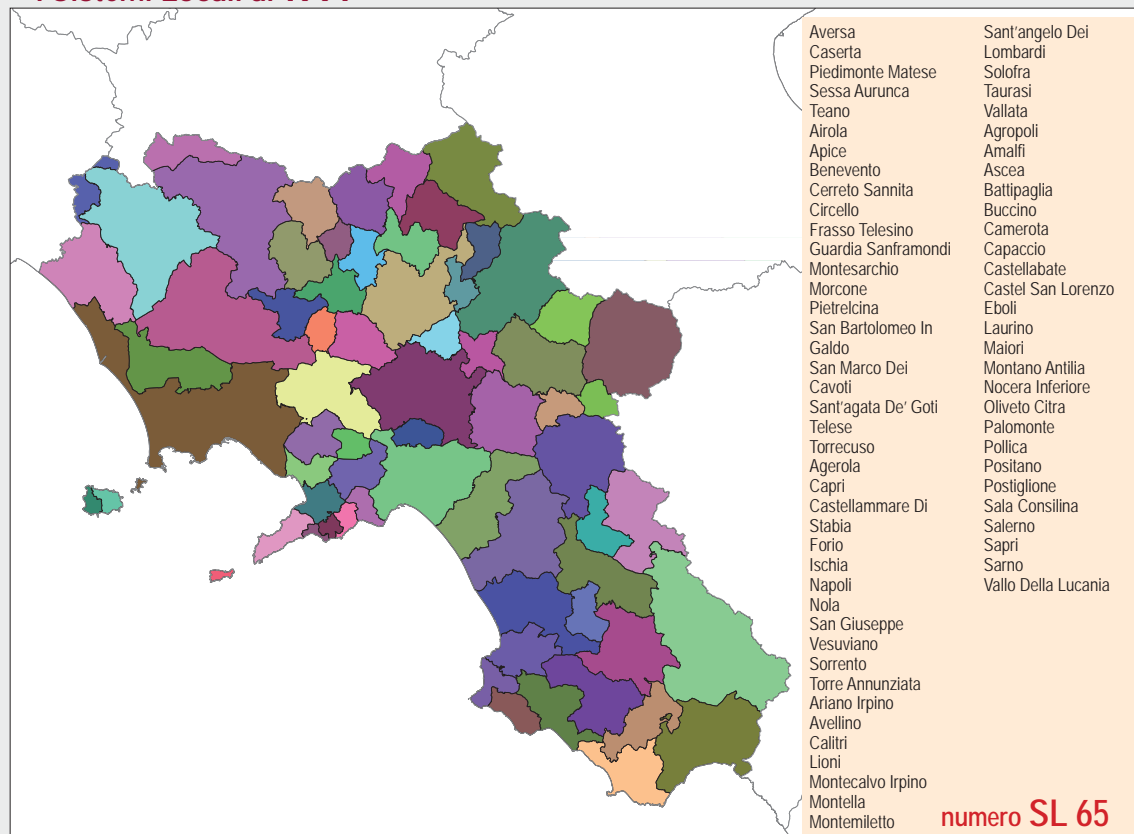 Aversa
Caserta
Piedimonte Matese
Sessa Aurunca
Teano
Airola
Apice
Benevento
Cerreto Sannita
Circello
Frasso Telesino
Guardia Sanframondi
Montesarchio
Morcone
Pietrelcina
San Bartolomeo In
Galdo
San Marco Dei
Cavoti
Sant'agata De' Goti
Telese
Torrecuso
Agerola
Capri
Castellammare Di
Stabia
Forio
Ischia
Napoli
Nola
San Giuseppe
Vesuviano
Sorrento
Torre Annunziata
Ariano Irpino
Avellino
Calitri
Lioni
Montecalvo Irpino
Montella
Montemiletto
Sant'angelo Dei
Lombardi
Solofra
Taurasi
Vallata
Agropoli
Amalfi
Ascea
Battipaglia
Buccino
Camerota
Capaccio
Castellabate
Castel San Lorenzo
Eboli
Laurino
Maiori
Montano Antilia
Nocera Inferiore
Oliveto Citra
Palomonte
Pollica
Positano
Postiglione
Sala Consilina
Salerno
Sapri
Sarno
Vallo Della Lucania
numero SL 65